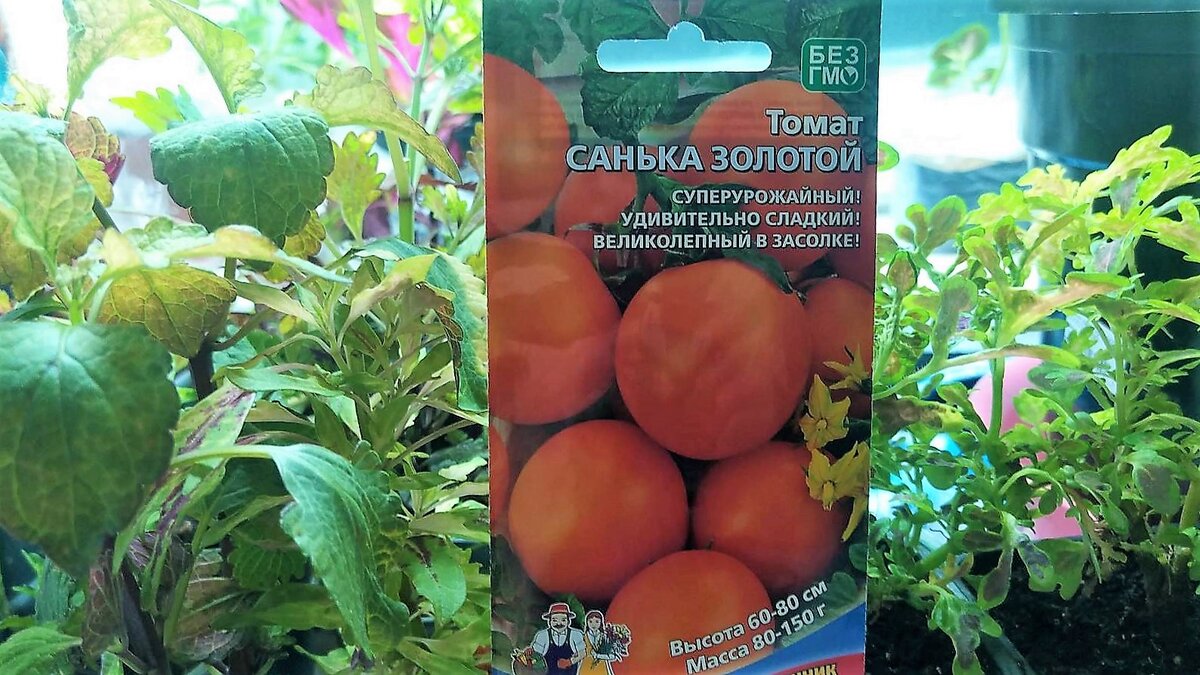 БЕЗ
ГМО
Томат
САНЬКА ЗОЛОТОЙ
СУПЕРУРОЖАЙНЫЙ!
УДИВИТЕЛЬНО СЛАДКИЙ!
ВЕЛИКОЛЕПНЫЙ В ЗАСОЛКЕ!
Высота 60-80 см
Масса 80-150 г